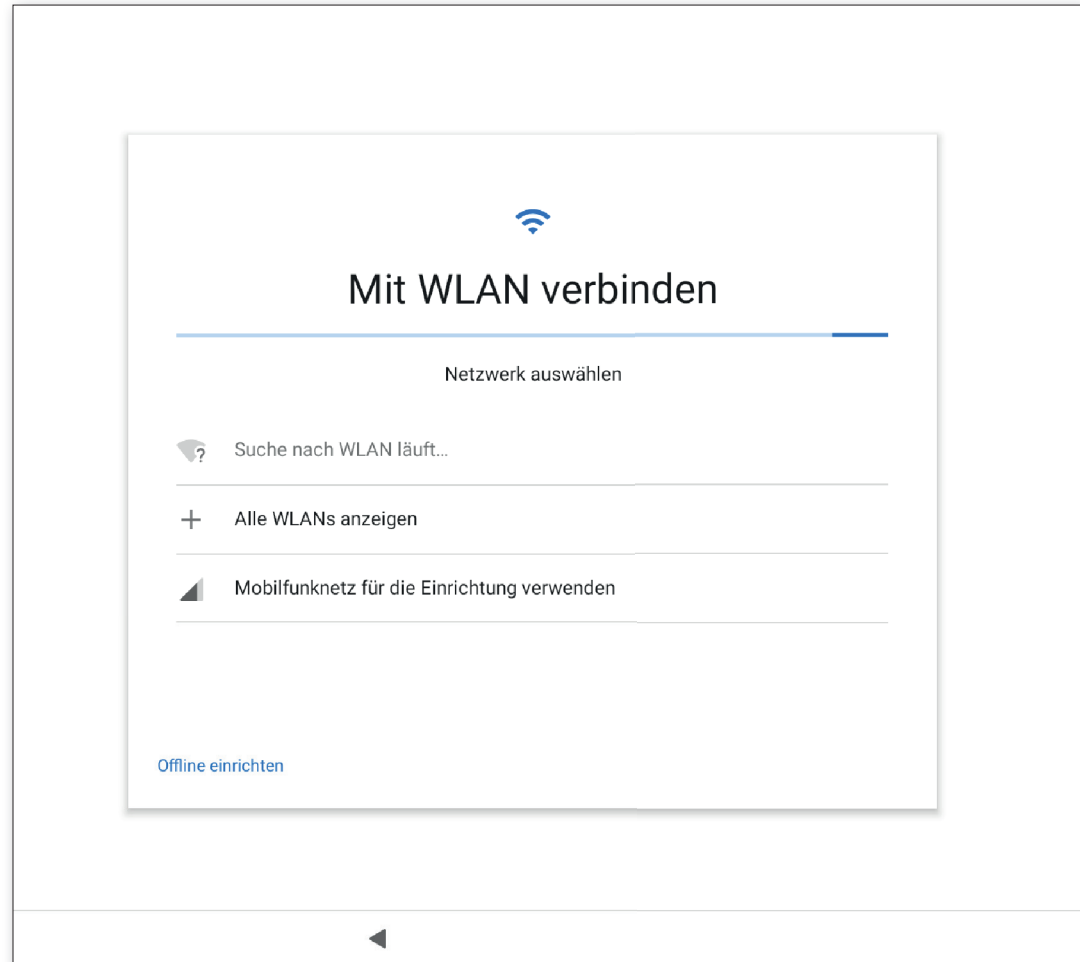 Mit WLAN verbinden
Netzwerk auswählen
Suche nach WLAN läuft...
Alle WLANs anzeigen
Mobilfunknetz für die Einrichtung verwenden
Offline einrichten